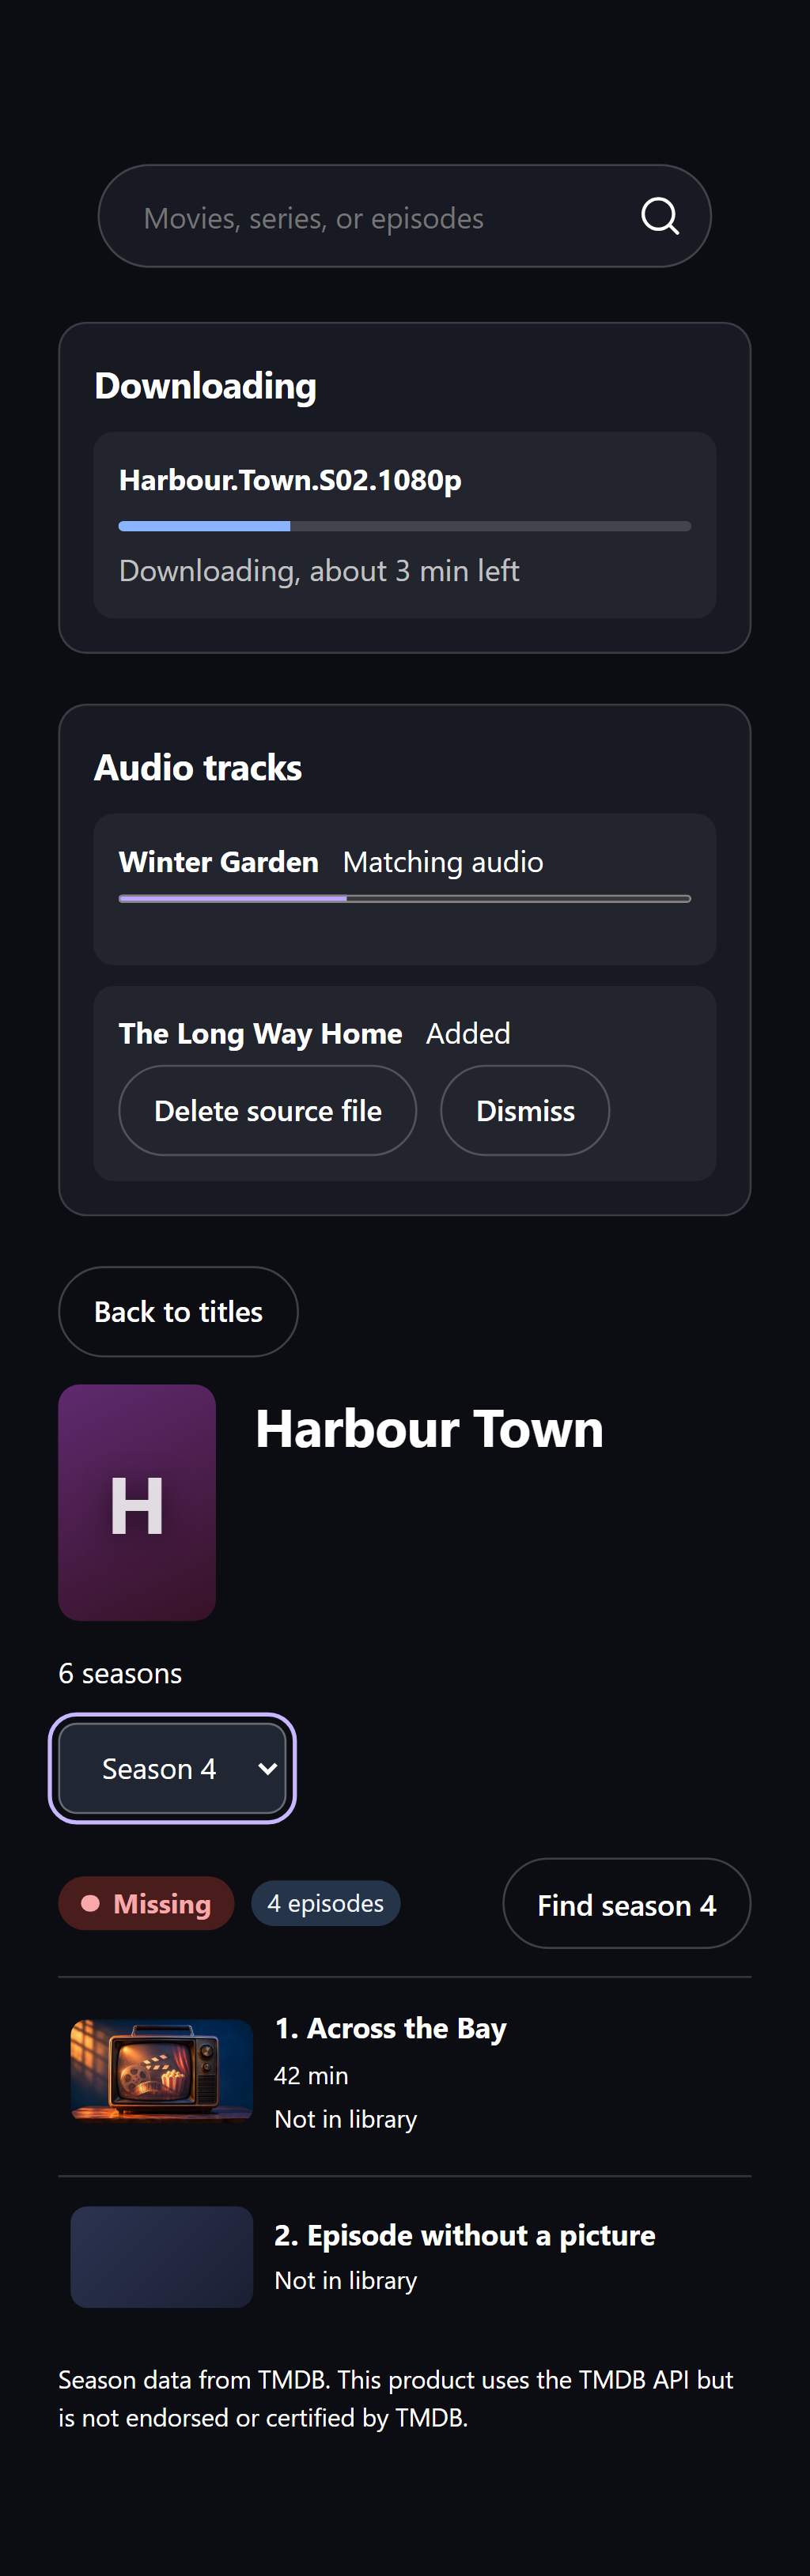 Movies, series, or episodes
Downloading
Harbour.Town.S02.1080p
Downloading, about 3 min left
Audio tracks
Winter Garden Matching audio
The Long Way Home Added
Delete source file Dismiss
Back to titles
H
Harbour Town
6 seasons
Season 4
Missing 4 episodes Find season 4
1. Across the Bay
42 min
Not in library
2. Episode without a picture
Not in library
Season data from TMDB. This product uses the TMDB API but
is not endorsed or certified by TMDB.